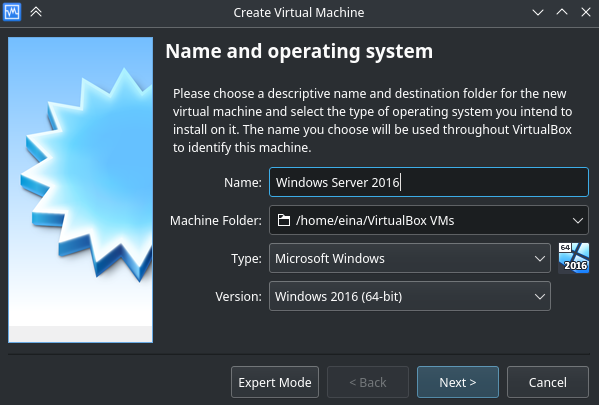 Create Virtual Machine
Name and operating system
Please choose a descriptive name and destination folder for the new
virtual machine and select the type of operating system you intend to
install on it. The name you choose will be used throughout VirtualBox
to identify this machine.
Name: Windows Server 2016
Machine Folder: /home/eina/VirtualBox VMs
Type: Microsoft Windows
64
2016
Version: Windows 2016 (64-bit)
Expert Mode < Back Next > Cancel